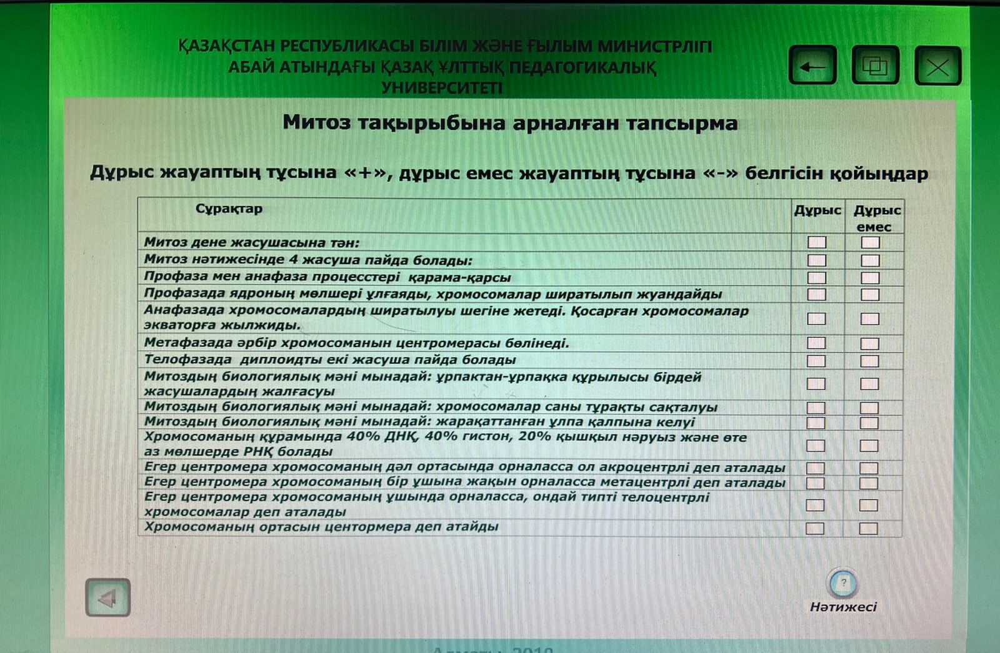 ҚАЗАҚСТАН РЕСПУБЛИКАСЫ БІЛІМ ЖӘНЕ ҒЫЛЫМ МИНИСТРЛІГІ
АБАЙ АТЫНДАҒЫ ҚАЗАҚ ҰЛТТЫҚ ПЕДАГОГИКАЛЫҚ
УНИВЕРСИТЕТІ
Митоз тақырыбына арналған тапсырма
Дұрыс жауаптың тұсына «+», дұрыс емес жауаптың тұсына «-» белгісін қойыңдар
Сұрақтар Дұрыс Дұрыс
емес
Митоз дене жасушасына тән:
Митоз нәтижесінде 4 жасуша пайда болады:
Профаза мен анафаза процесстері қарама-қарсы
Профазада ядроның мөлшері ұлғаяды, хромосомалар ширатылып жуандайды
Анафазада хромосомалардың ширатылуы шегіне жетеді. Қосарған хромосомалар
экваторға жылжиды.
Метафазада әрбір хромосоманын центромерасы бөлінеді.
Телофазада диплоидты екі жасуша пайда болады
Митоздың биологиялық мәні мынадай: ұрпактан-ұрпақка құрылысы бірдей
жасушалардың жалғасуы
Митоздың биологиялық мәні мынадай: хромосомалар саны тұрақты сақталуы
Митоздың биологиялық мәні мынадай: жарақаттанған ұлпа қалпына келуі
Хромосоманың құрамында 40% ДНҚ, 40% гистон, 20% қышқыл нәруыз және өте
аз мөлшерде РНҚ болады
Егер центромера хромосоманың дәл ортасында орналасса ол акроцентрлі деп аталады
Егер центромера хромосоманың бір ұшына жақын орналасса метацентрлі деп аталады
Егер центромера хромосоманың ұшында орналасса, ондай типті телоцентрлі
хромосомалар деп аталады
Хромосоманың ортасын центормера деп атайды
?
Нәтижесі
Алматы, 2010